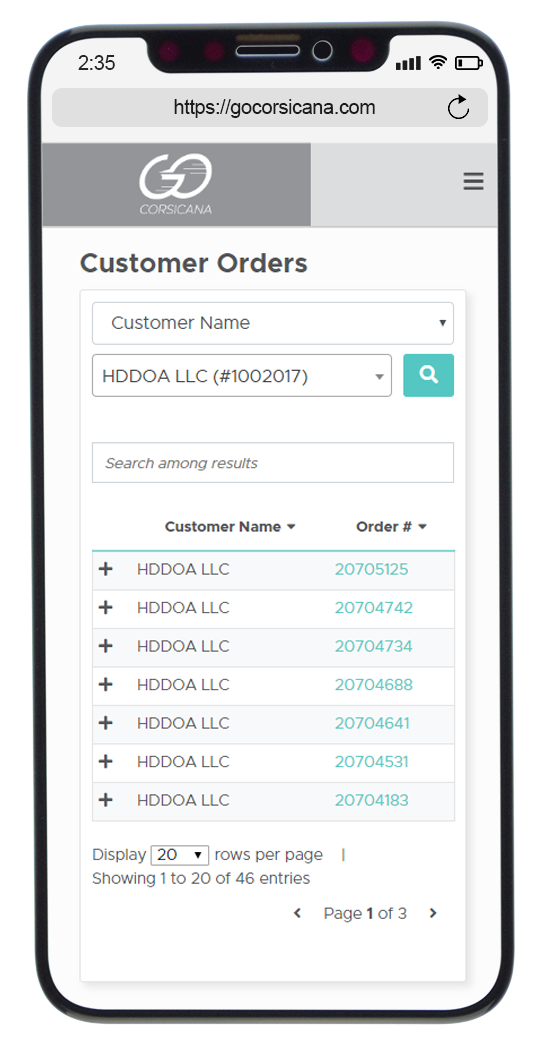 2:35
https://gocorsicana.com
GO
CORSICANA
Customer Orders
Customer Name
HDDOA LLC (#1002017)
Search among results
Customer Name Order #
HDDOA LLC 20705125
HDDOA LLC 20704742
HDDOA LLC 20704734
HDDOA LLC 20704688
HDDOA LLC 20704641
HDDOA LLC 20704531
HDDOA LLC 20704183
Display 20 rows per page |
Showing 1 to 20 of 46 entries
Page 1 of 3